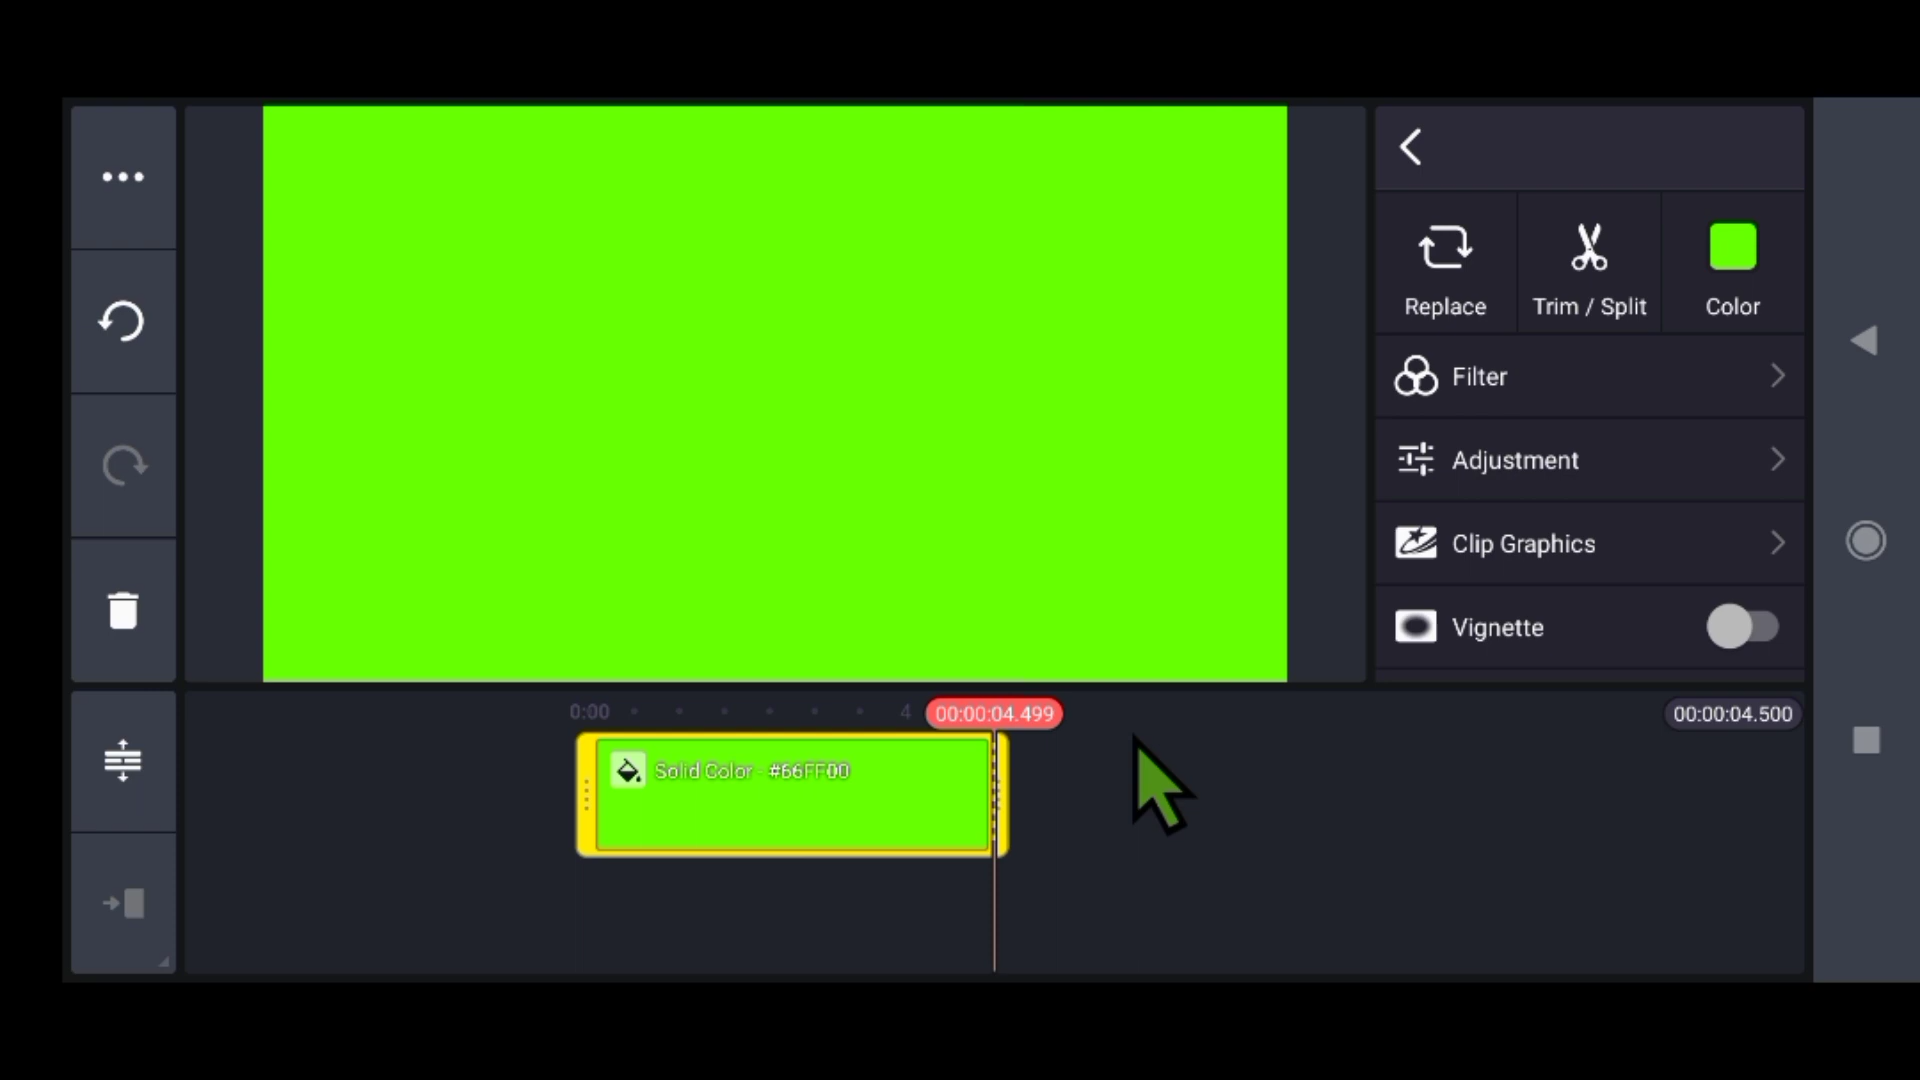 Replace
Trim / Split
Color
Filter
Adjustment
Clip Graphics
Vignette
0:00
4
00:00:04.499
00:00:04.500
Solid Color - #66FF00